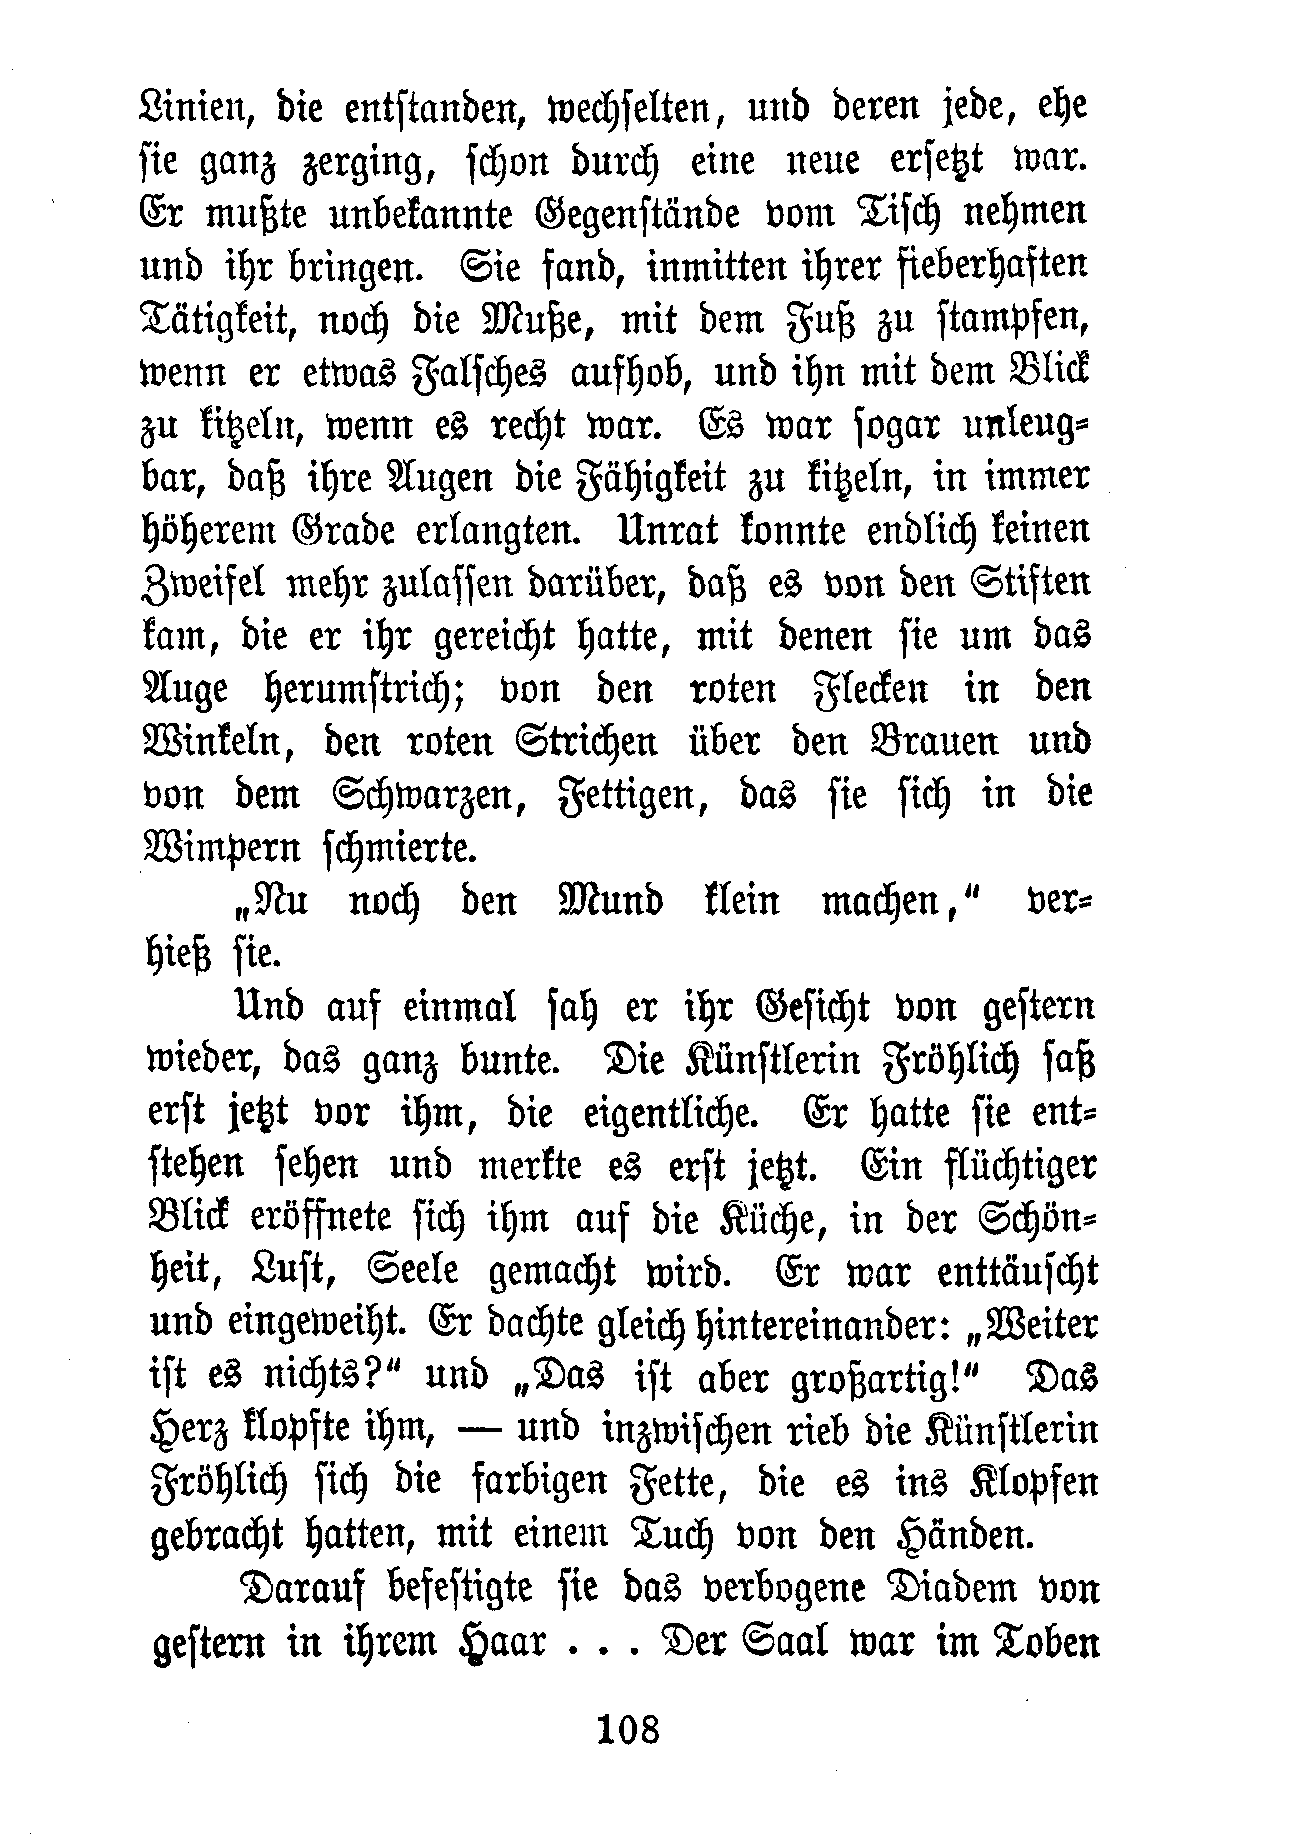 Linien, die entstanden, wechselten, und deren jede, ehe
sie ganz zerging, schon durch eine neue ersetzt war.
Er mußte unbekannte Gegenstände vom Tisch nehmen
und ihr bringen. Sie fand, inmitten ihrer fieberhaften
Tätigkeit, noch die Muße, mit dem Fuß zu stampfen,
wenn er etwas Falsches aufhob, und ihn mit dem Blick
zu kitzeln, wenn es recht war. Es war sogar unleug-
bar, daß ihre Augen die Fähigkeit zu kitzeln, in immer
höherem Grade erlangten. Unrat konnte endlich keinen
Zweifel mehr zulassen darüber, daß es von den Stiften
kam, die er ihr gereicht hatte, mit denen sie um das
Auge herumstrich; von den roten Flecken in den
Winkeln, den roten Strichen über den Brauen und
von dem Schwarzen, Fettigen, das sie sich in die
Wimpern schmierte.
„Nu noch den Mund klein machen,“ ver-
hieß sie.
Und auf einmal sah er ihr Gesicht von gestern
wieder, das ganz bunte. Die Künstlerin Fröhlich saß
erst jetzt vor ihm, die eigentliche. Er hatte sie ent-
stehen sehen und merkte es erst jetzt. Ein flüchtiger
Blick eröffnete sich ihm auf die Küche, in der Schön-
heit, Lust, Seele gemacht wird. Er war enttäuscht
und eingeweiht. Er dachte gleich hintereinander: „Weiter
ist es nichts?“ und „Das ist aber großartig!“ Das
Herz klopfte ihm, — und inzwischen rieb die Künstlerin
Fröhlich sich die farbigen Fette, die es ins Klopfen
gebracht hatten, mit einem Tuch von den Händen.
Darauf befestigte sie das verbogene Diadem von
gestern in ihrem Haar . . . Der Saal war im Toben
108